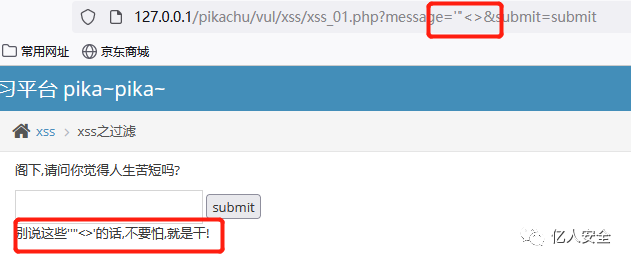 127.0.0.1/pikachu/vul/xss/xss_01.php?message='"<>&submit=submit
常用网址 京东商城
习平台 pika~pika~
xss > xss之过滤
阁下,请问你觉得人生苦短吗?
submit
别说这些'"<>'的话,不要怕,就是干!
亿人安全